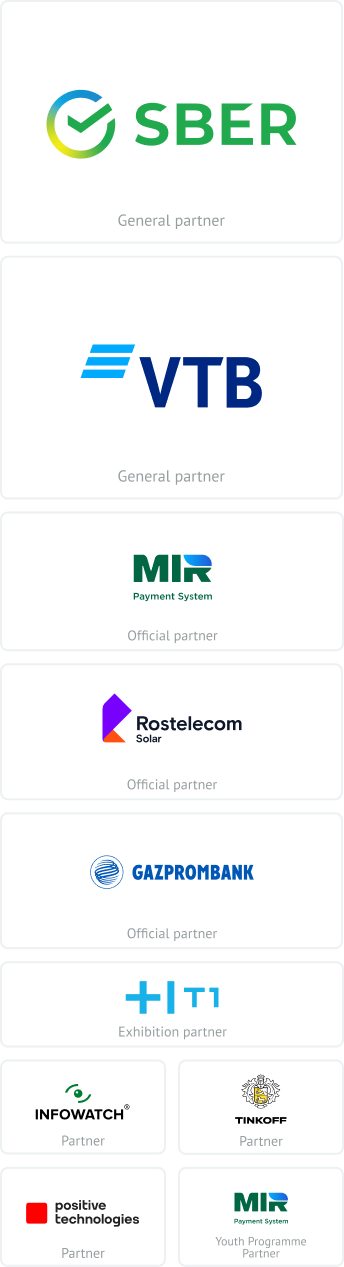 SBER
General partner
VTB
General partner
MIR
Payment System
Official partner
Rostelecom
Solar
Official partner
GAZPROMBANK
Official partner
T1
Exhibition partner
INFOWATCH®
Partner
TINKOFF
Partner
positive
technologies
Partner
MIR
Payment System
Youth Programme
Partner